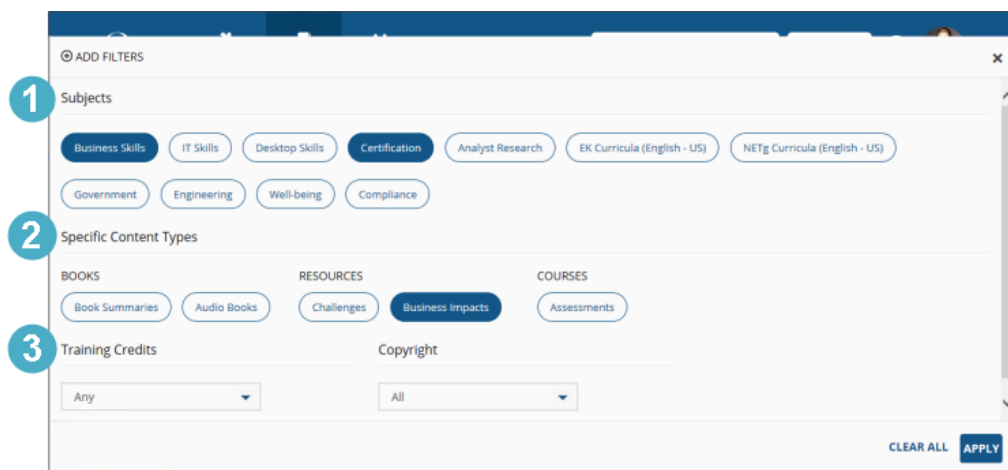 ⊕ ADD FILTERS ×
1 Subjects
Business Skills IT Skills Desktop Skills Certification Analyst Research EK Curricula (English - US) NETg Curricula (English - US)
Government Engineering Well-being Compliance
2 Specific Content Types
BOOKS RESOURCES COURSES
Book Summaries Audio Books Challenges Business Impacts Assessments
3 Training Credits Copyright
Any All
CLEAR ALL APPLY